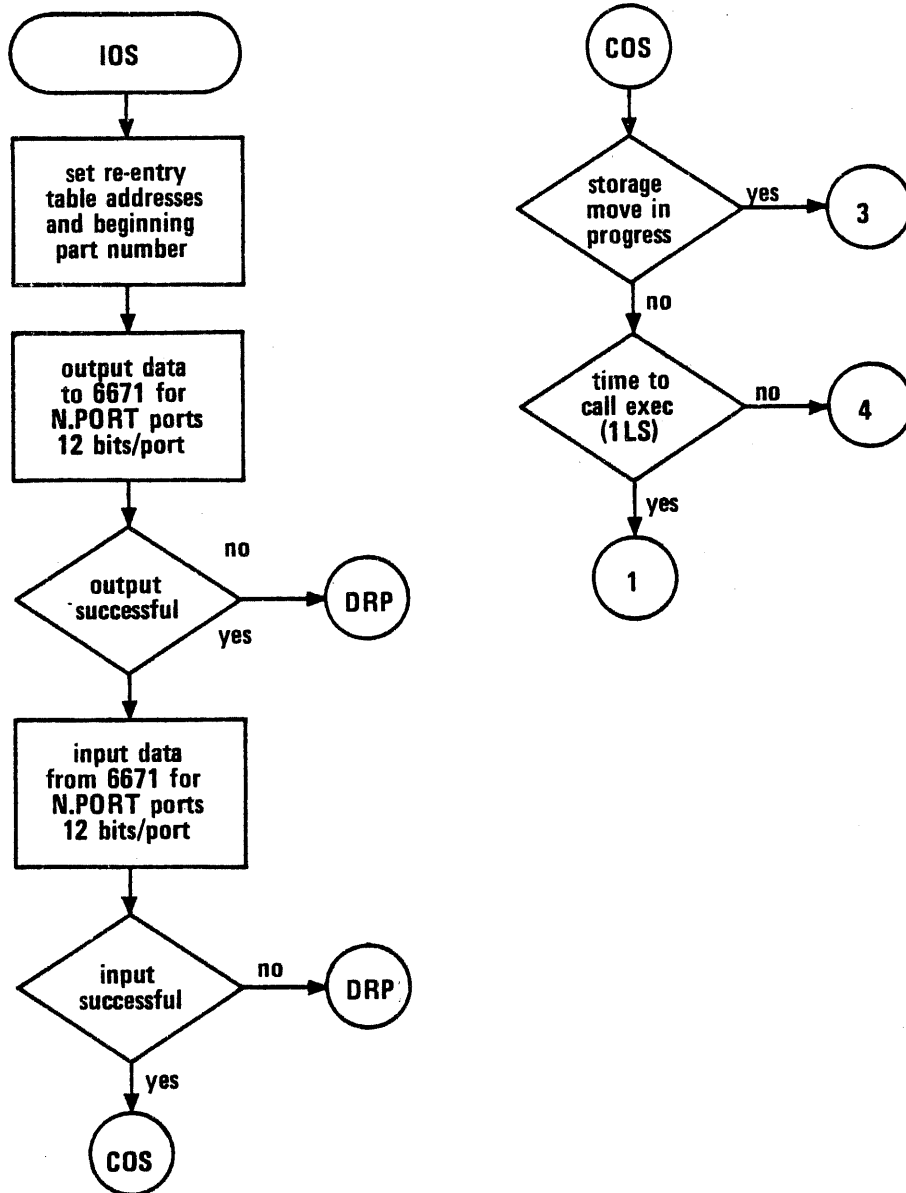 IOS
set re-entry
table addresses
and beginning
part number
output data
to 6671 for
N.PORT ports
12 bits/port
output
successful
no
yes
DRP
input data
from 6671 for
N.PORT ports
12 bits/port
input
successful
no
DRP
yes
COS
COS
storage
move in
progress
yes
3
no
time to
call exec
(1LS)
no
4
yes
1